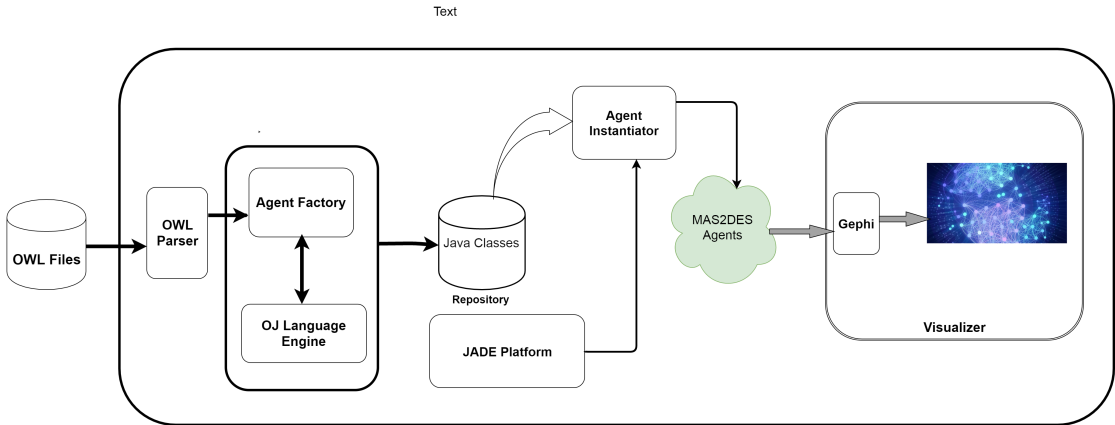 Text
OWL Files
OWL
Parser
Agent Factory
OJ Language
Engine
Java Classes
Repository
JADE Platform
Agent
Instantiator
MAS2DES
Agents
Gephi
Visualizer